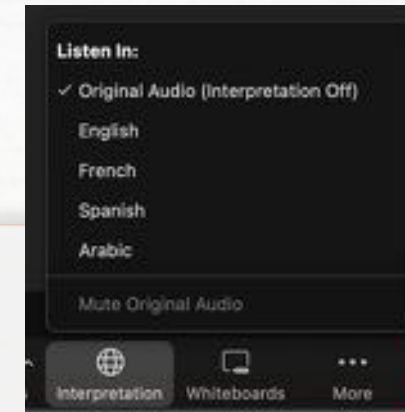 Listen In:
✓ Original Audio (Interpretation Off)
English
French
Spanish
Arabic
Mute Original Audio
Interpretation Whiteboards More